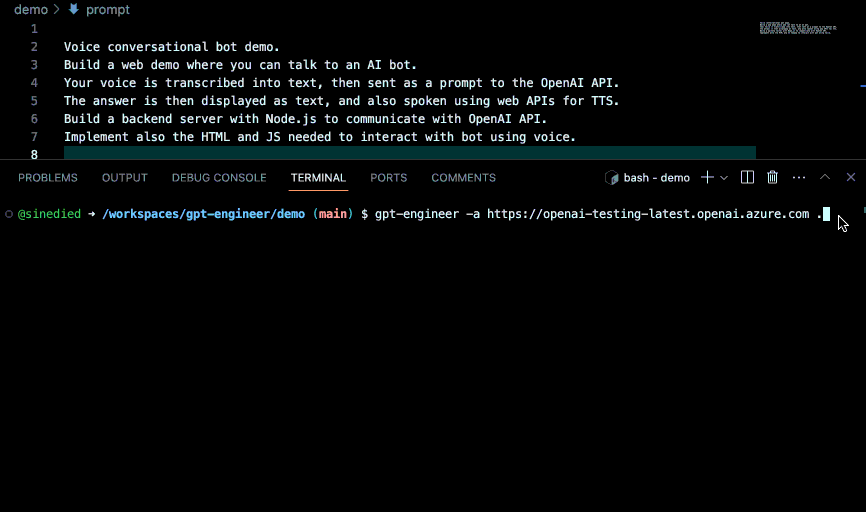 demo > prompt
1
2 Voice conversational bot demo.
3 Build a web demo where you can talk to an AI bot.
4 Your voice is transcribed into text, then sent as a prompt to the OpenAI API.
5 The answer is then displayed as text, and also spoken using web APIs for TTS.
6 Build a backend server with Node.js to communicate with OpenAI API.
7 Implement also the HTML and JS needed to interact with bot using voice.
8
PROBLEMS OUTPUT DEBUG CONSOLE TERMINAL PORTS COMMENTS bash - demo
@sinedied → /workspaces/gpt-engineer/demo (main) $ gpt-engineer -a https://openai-testing-latest.openai.azure.com .